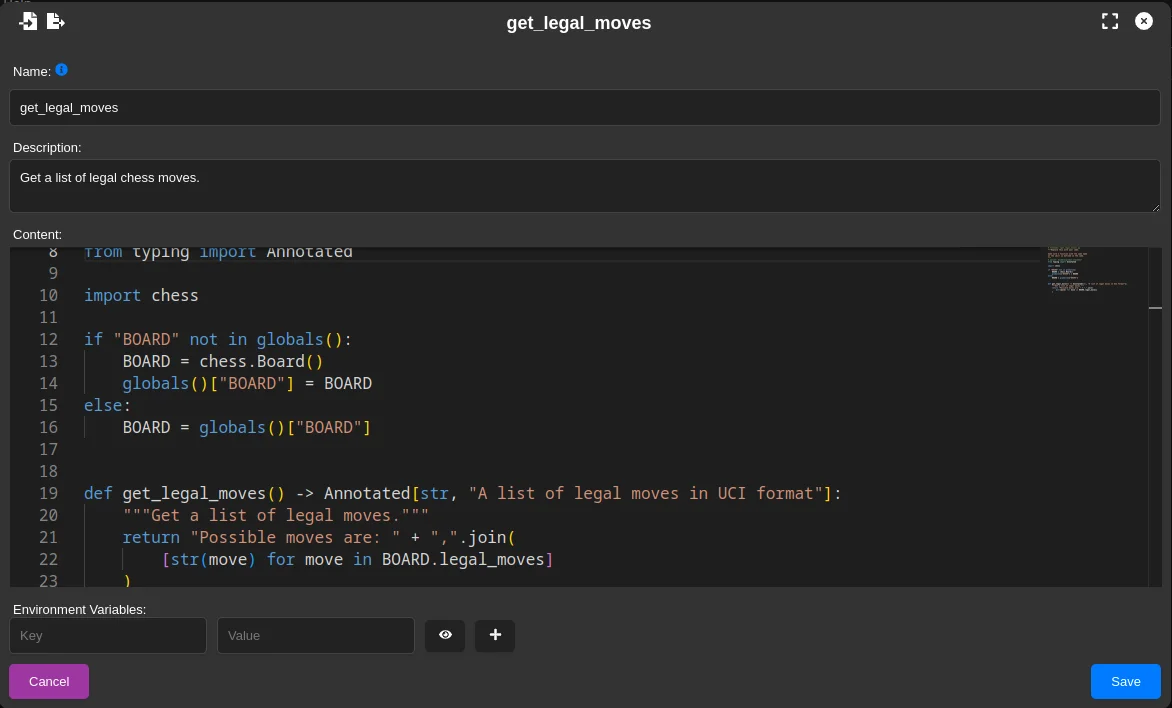 get_legal_moves
Name:
get_legal_moves
Description:
Get a list of legal chess moves.
Content:
8 from typing import Annotated
9
10 import chess
11
12 if "BOARD" not in globals():
13 BOARD = chess.Board()
14 globals()["BOARD"] = BOARD
15 else:
16 BOARD = globals()["BOARD"]
17
18
19 def get_legal_moves() -> Annotated[str, "A list of legal moves in UCI format"]:
20 """Get a list of legal moves."""
21 return "Possible moves are: " + ",".join(
22 [str(move) for move in BOARD.legal_moves]
23 )
Environment Variables:
Key Value
Cancel Save